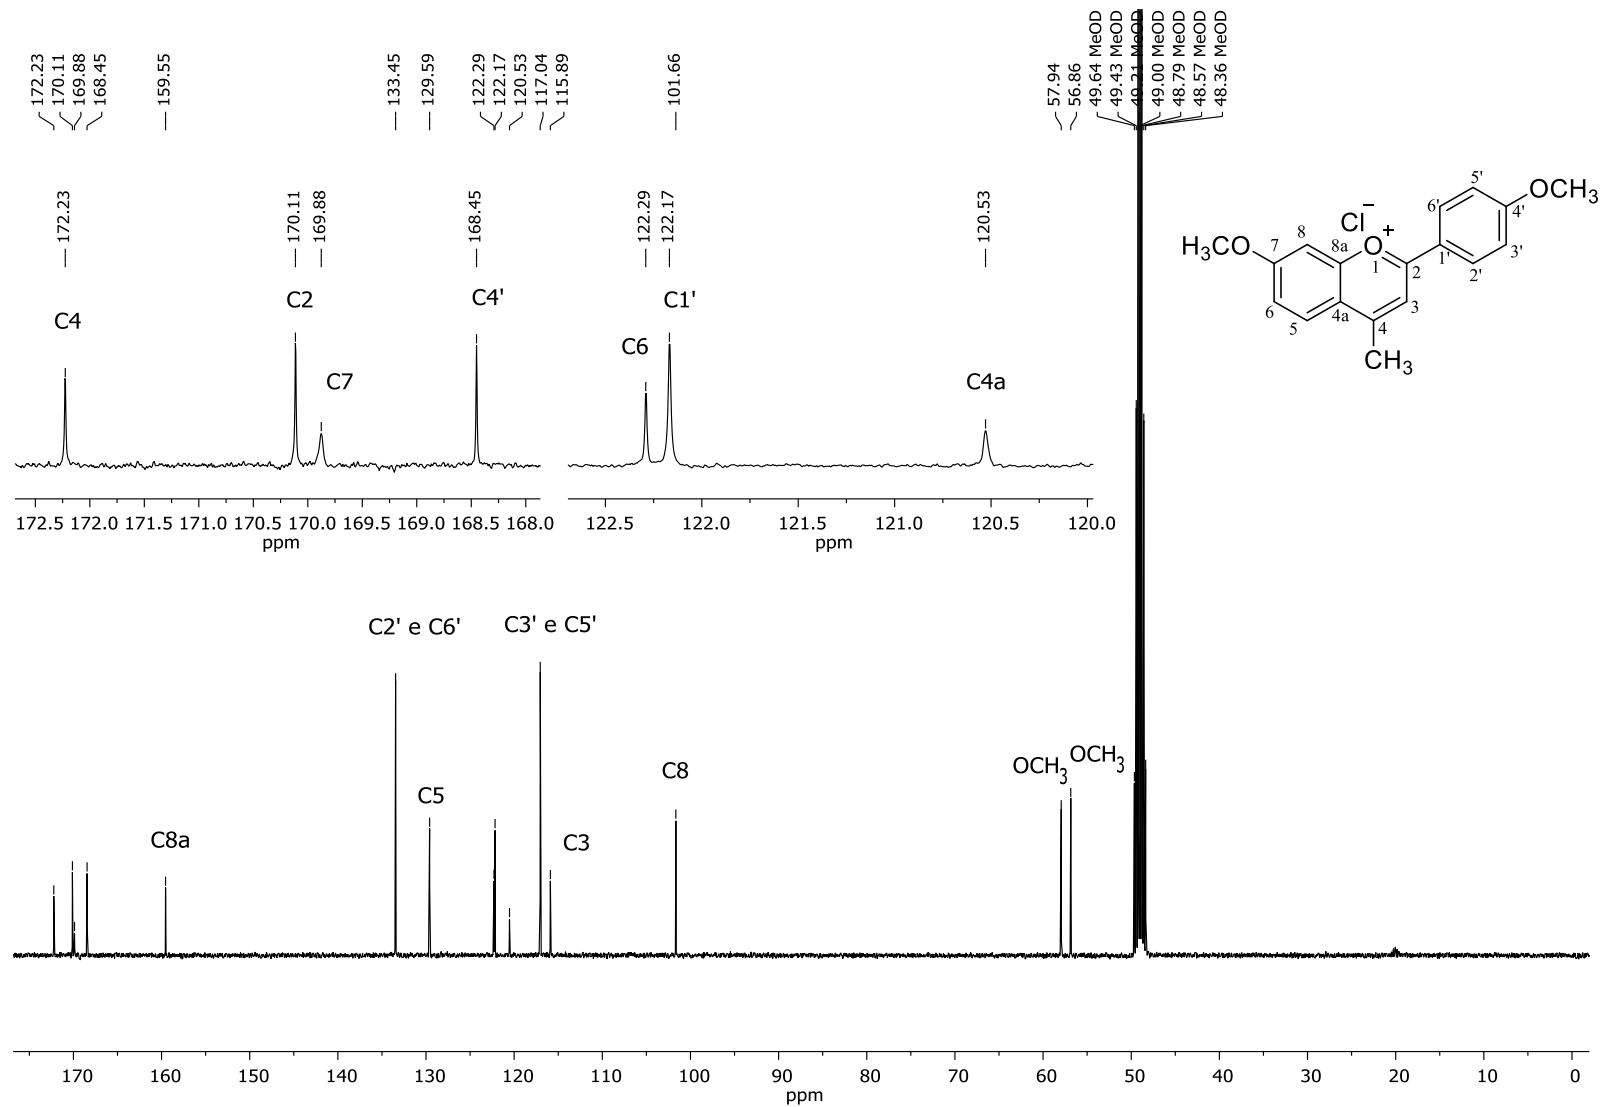 172.23
170.11
169.88
168.45
159.55
133.45
129.59
122.29
122.17
120.53
117.04
115.89
101.66
57.94
56.86
49.64 MeOD
49.43 MeOD
49.21 MeOD
49.00 MeOD
48.79 MeOD
48.57 MeOD
48.36 MeOD
172.23
170.11
169.88
168.45
C4
C2
C7
C4'
172.5 172.0 171.5 171.0 170.5 170.0 169.5 169.0 168.5 168.0
ppm
122.29
122.17
120.53
C6
C1'
C4a
122.5 122.0 121.5 121.0 120.5 120.0
ppm
H₃CO
7
8
8a
Cl⁻
O
+
1
2
3
4
4a
5
6
CH₃
1'
2'
3'
4'
5'
6'
OCH₃
C2' e C6'
C3' e C5'
C8a
C5
C3
C8
OCH₃
OCH₃
170 160 150 140 130 120 110 100 90 80 70 60 50 40 30 20 10 0
ppm